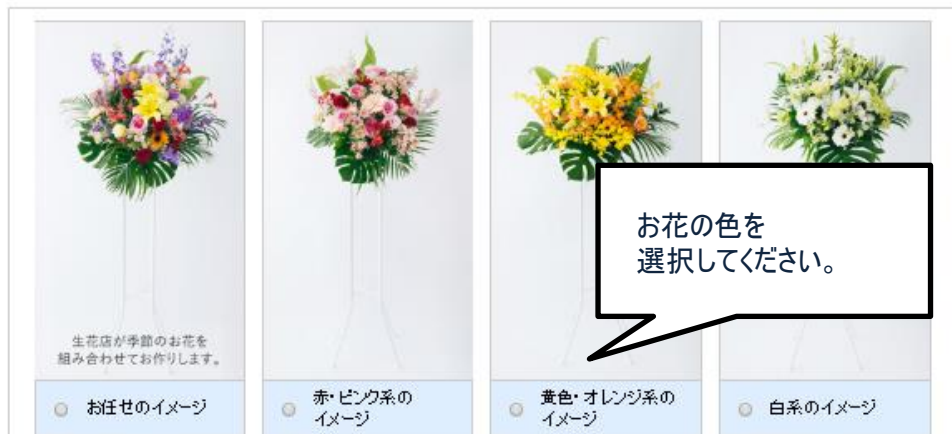 お花の色を
選択してください。
生花店が季節のお花を
組み合わせてお作りします。
お任せのイメージ
赤・ピンク系の
イメージ
黄色・オレンジ系の
イメージ
白系のイメージ